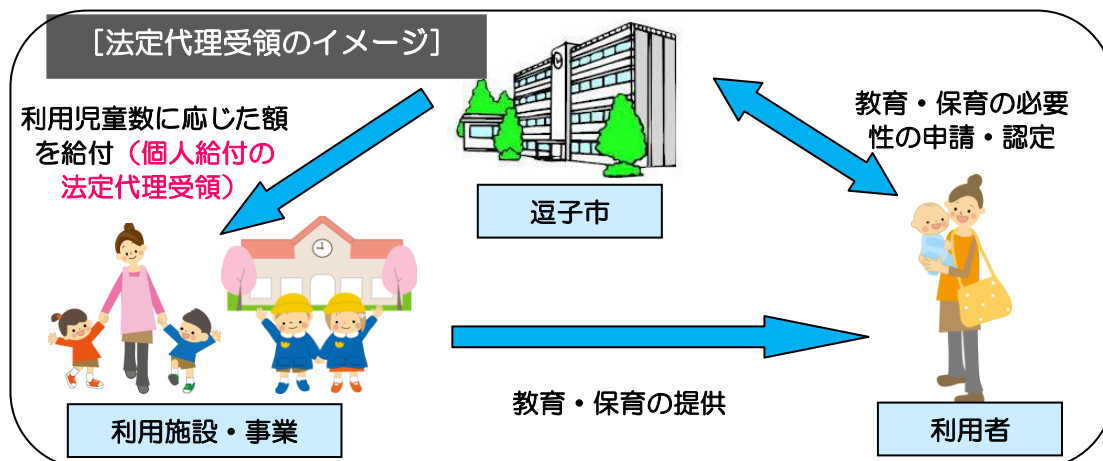 ［法定代理受領のイメージ］
利用児童数に応じた額
を給付（個人給付の
法定代理受領）
教育・保育の必要
性の申請・認定
逗子市
教育・保育の提供
利用施設・事業
利用者